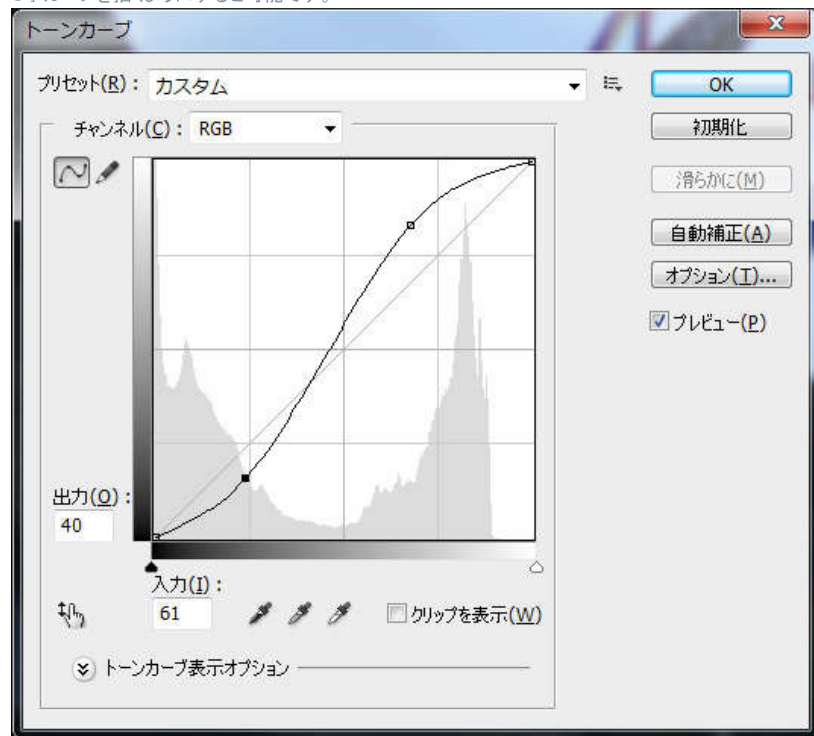 トーンカーブ
プリセット(R)： カスタム
OK
チャンネル(C)： RGB
初期化
滑らかに(M)
自動補正(A)
オプション(T)...
プレビュー(P)
出力(O)：
40
入力(I)：
61
クリップを表示(W)
トーンカーブ表示オプション